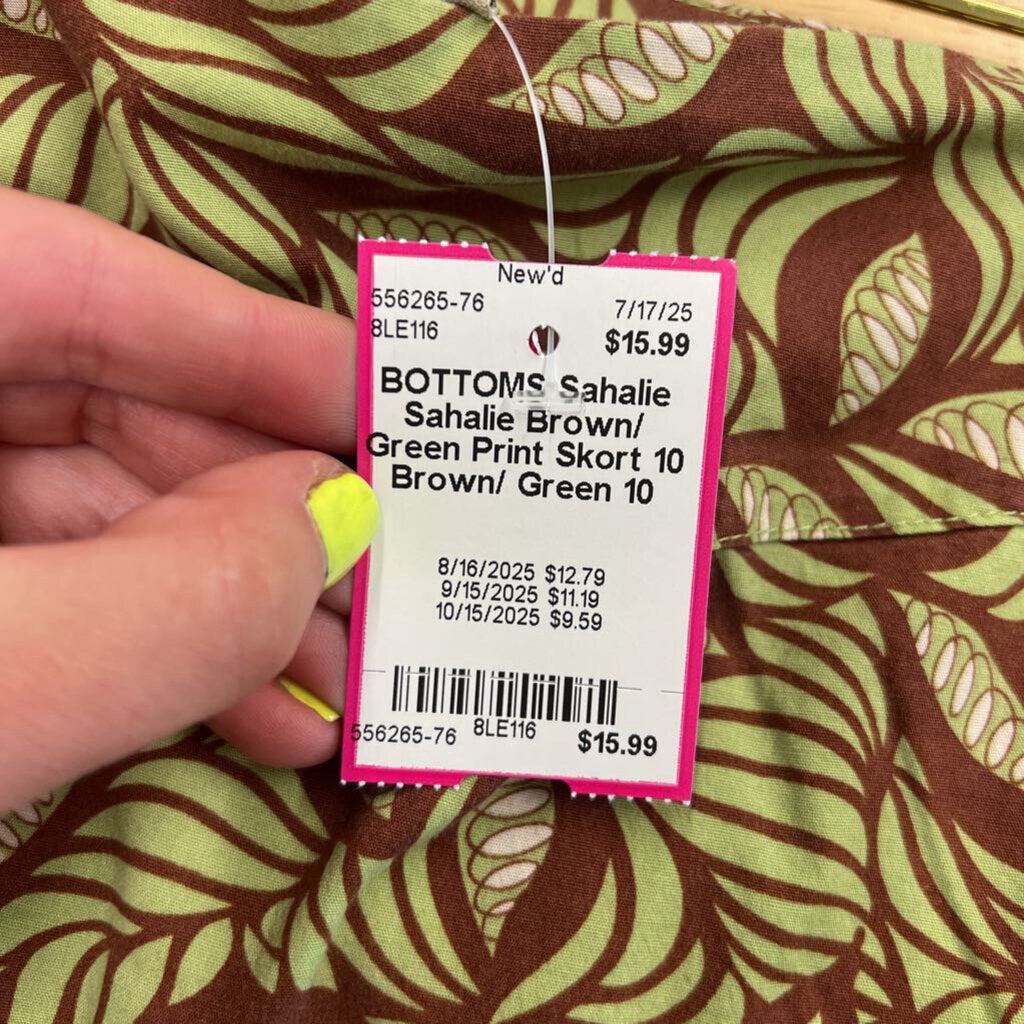 New'd
556265-76 7/17/25
8LE116 $15.99
BOTTOMS Sahalie
Sahalie Brown/
Green Print Skort 10
Brown/ Green 10
8/16/2025 $12.79
9/15/2025 $11.19
10/15/2025 $9.59
556265-76 8LE116 $15.99